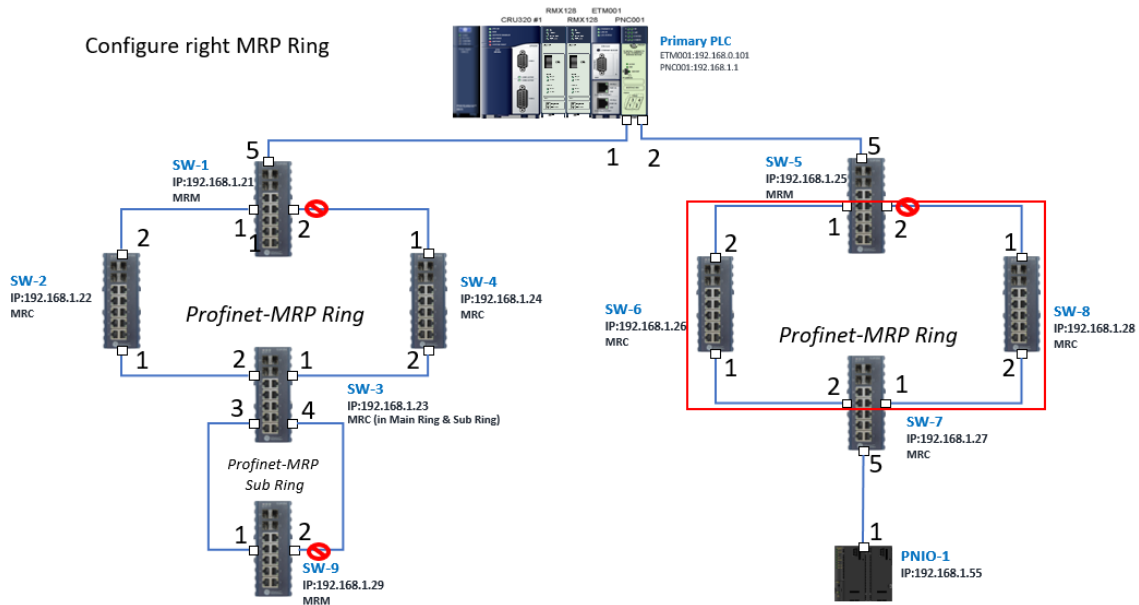 Configure right MRP Ring
RMX128
ETM001
CRU320 #1
RMX128
PNC001
Primary PLC
ETM001:192.168.0.101
PNC001:192.168.1.1
1
2
5
SW-1
IP:192.168.1.21
MRM
1
1
2
2
SW-2
IP:192.168.1.22
MRC
1
1
SW-4
IP:192.168.1.24
MRC
2
Profinet-MRP Ring
2
1
SW-3
IP:192.168.1.23
MRC (in Main Ring & Sub Ring)
3
4
Profinet-MRP
Sub Ring
1
2
SW-9
IP:192.168.1.29
MRM
5
SW-5
IP:192.168.1.25
MRM
1
2
2
SW-6
IP:192.168.1.26
MRC
1
1
SW-8
IP:192.168.1.28
MRC
2
Profinet-MRP Ring
2
1
SW-7
IP:192.168.1.27
MRC
5
1
PNIO-1
IP:192.168.1.55